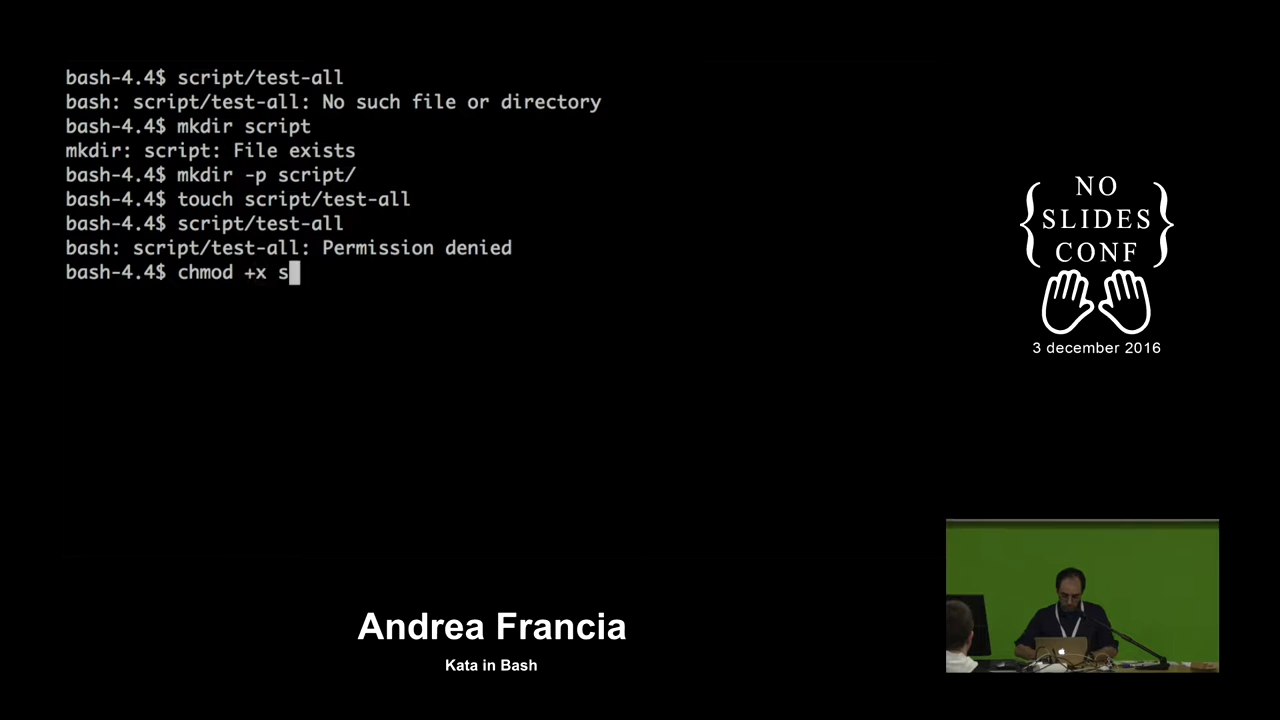 bash-4.4$ script/test-all
bash: script/test-all: No such file or directory
bash-4.4$ mkdir script
mkdir: script: File exists
bash-4.4$ mkdir -p script/
bash-4.4$ touch script/test-all
bash-4.4$ script/test-all
bash: script/test-all: Permission denied
bash-4.4$ chmod +x s
NO
SLIDES
CONF
3 december 2016
Andrea Francia
Kata in Bash